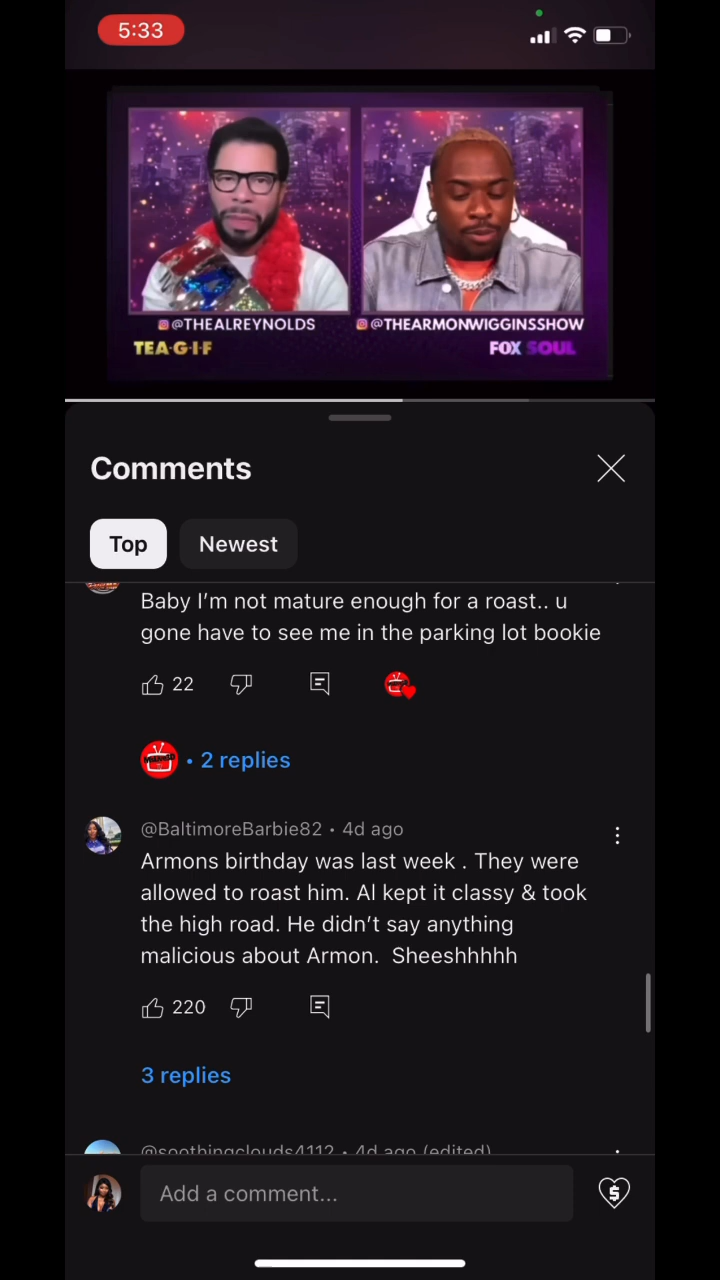 5:33
@THEALREYNOLDS
@THEARMONWIGGINSSHOW
TEA·G·I·F
FOX SOUL
Comments
Top
Newest
Baby I'm not mature enough for a roast.. u
gone have to see me in the parking lot bookie
22
• 2 replies
@BaltimoreBarbie82 • 4d ago
Armons birthday was last week . They were
allowed to roast him. Al kept it classy & took
the high road. He didn't say anything
malicious about Armon.  Sheeshhhhh
220
3 replies
@soothingclouds4112 • 4d ago (edited)
Add a comment...